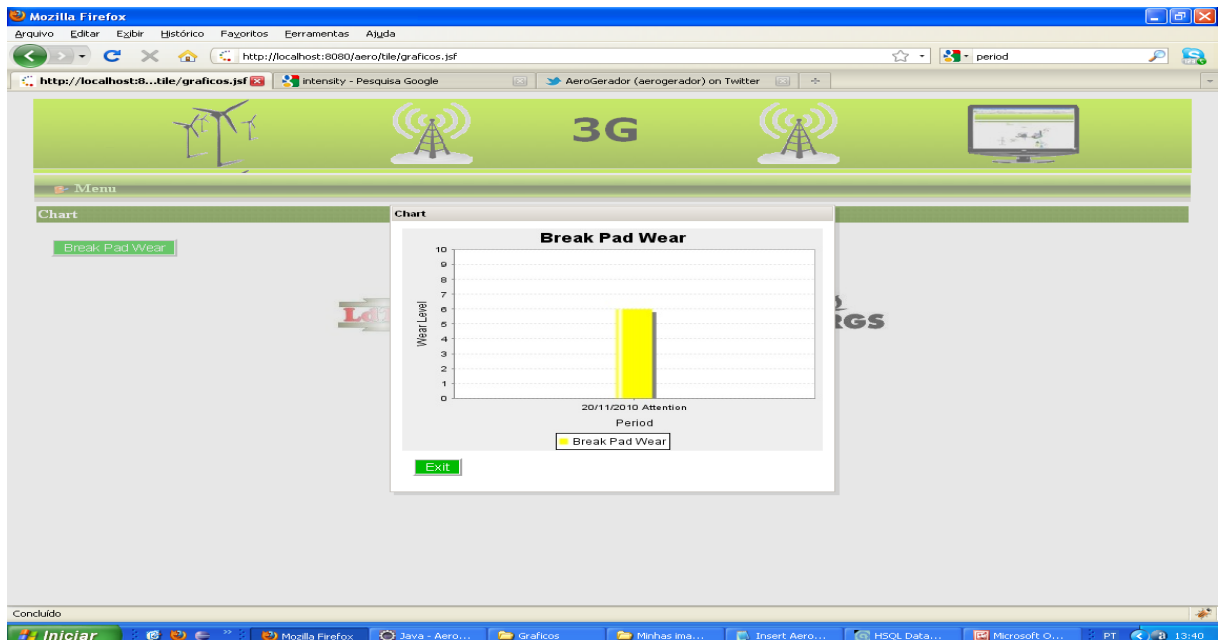 Mozilla Firefox
Arquivo Editar Exibir Histórico Favoritos Ferramentas Ajuda
http://localhost:8080/aero/tile/graficos.jsf
period
http://localhost:8...tile/graficos.jsf
intensity - Pesquisa Google
AeroGerador (aerogerador) on Twitter
3G
Menu
Chart
Break Pad Wear
Chart
Break Pad Wear
10
9
8
7
6
5
4
3
2
1
0
Wear Level
20/11/2010 Attention
Period
Break Pad Wear
Exit
RGS
Concluído
Iniciar
Mozilla Firefox
Java - Aero...
Graficos
Minhas ima...
Insert Aero...
HSQL Data...
Microsoft O...
PT
13:40